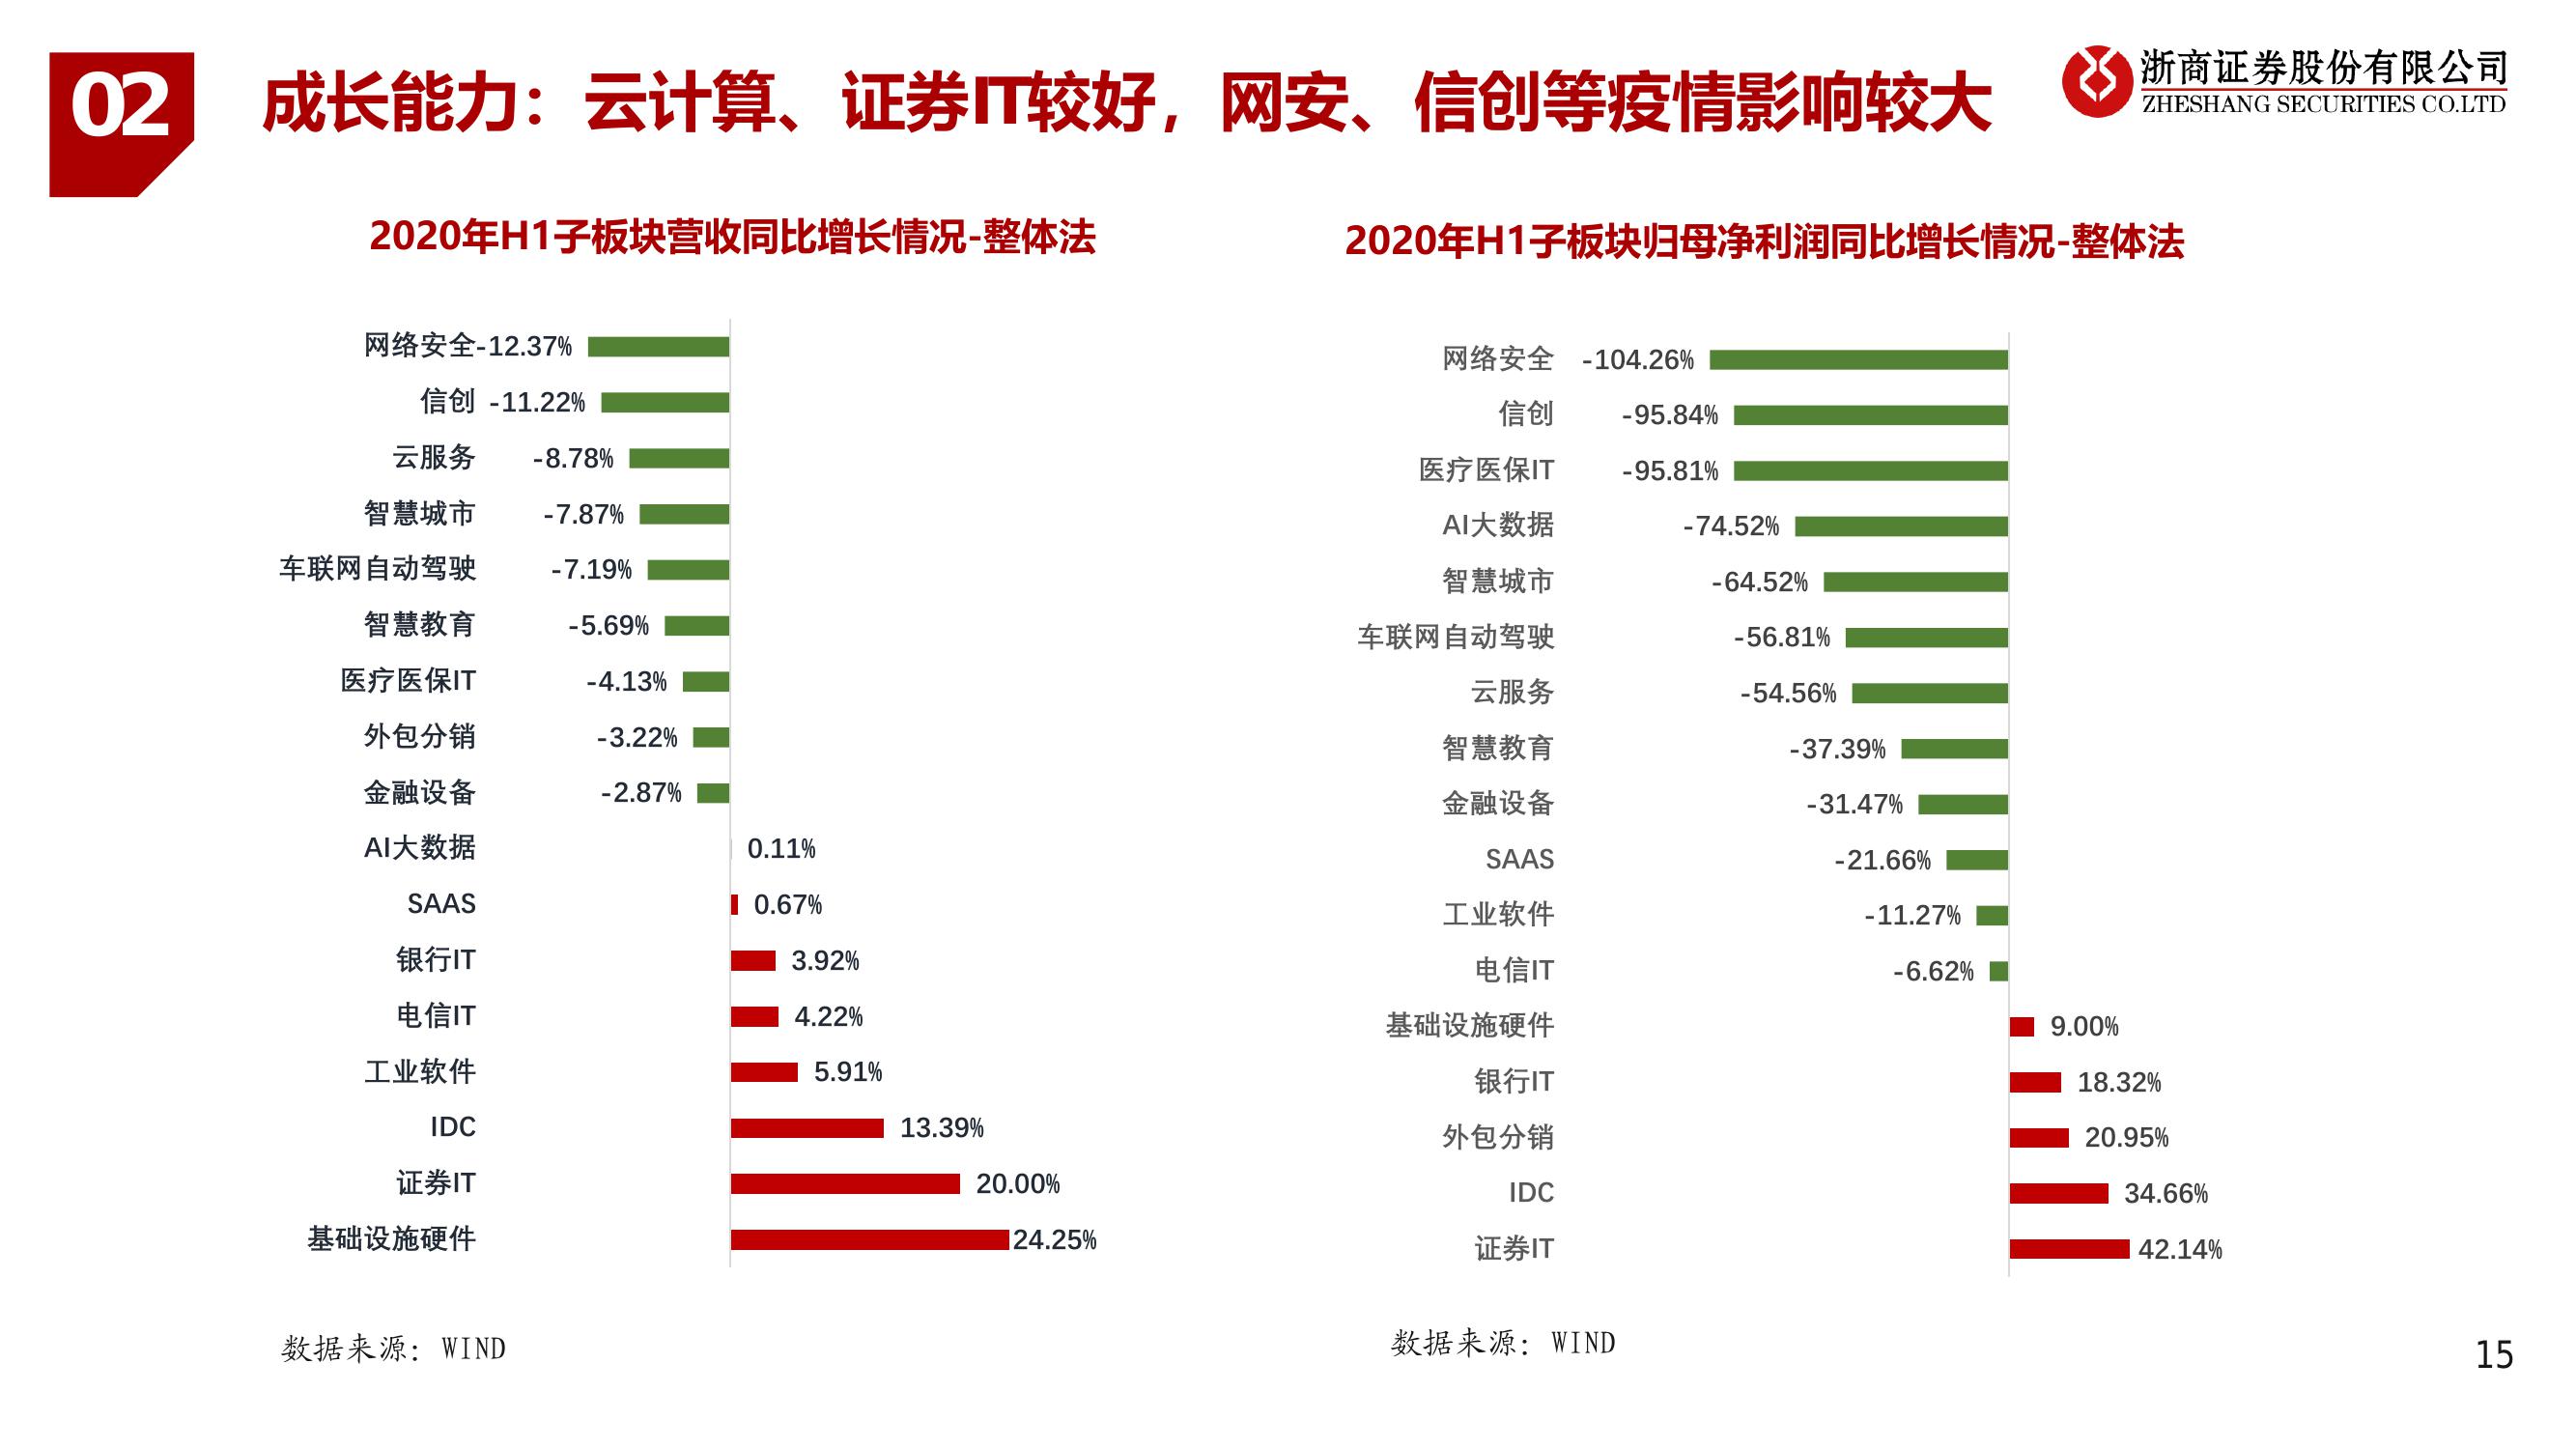 02
成长能力：云计算、证券IT较好，网安、信创等疫情影响较大
浙商证券股份有限公司
ZHESHANG SECURITIES CO.LTD
2020年H1子板块营收同比增长情况-整体法
网络安全 -12.37%
信创 -11.22%
云服务 -8.78%
智慧城市 -7.87%
车联网自动驾驶 -7.19%
智慧教育 -5.69%
医疗医保IT -4.13%
外包分销 -3.22%
金融设备 -2.87%
AI大数据 0.11%
SAAS 0.67%
银行IT 3.92%
电信IT 4.22%
工业软件 5.91%
IDC 13.39%
证券IT 20.00%
基础设施硬件 24.25%
数据来源：WIND
2020年H1子板块归母净利润同比增长情况-整体法
网络安全 -104.26%
信创 -95.84%
医疗医保IT -95.81%
AI大数据 -74.52%
智慧城市 -64.52%
车联网自动驾驶 -56.81%
云服务 -54.56%
智慧教育 -37.39%
金融设备 -31.47%
SAAS -21.66%
工业软件 -11.27%
电信IT -6.62%
基础设施硬件 9.00%
银行IT 18.32%
外包分销 20.95%
IDC 34.66%
证券IT 42.14%
数据来源：WIND
15